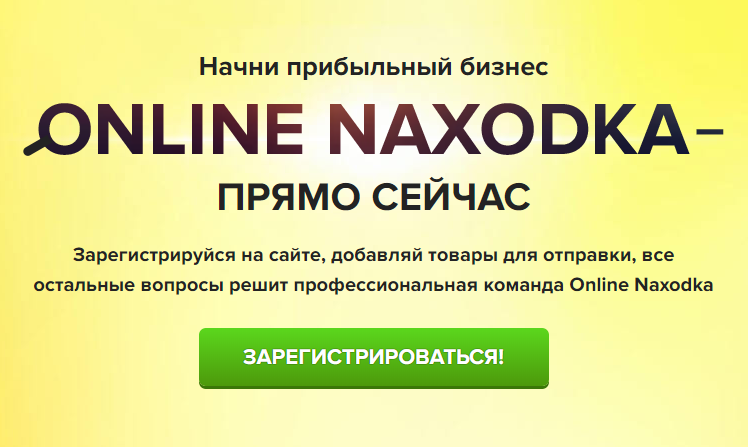 Начни прибыльный бизнес
ONLINE NAXODKA–
ПРЯМО СЕЙЧАС
Зарегистрируйся на сайте, добавляй товары для отправки, все
остальные вопросы решит профессиональная команда Online Naxodka
ЗАРЕГИСТРИРОВАТЬСЯ!